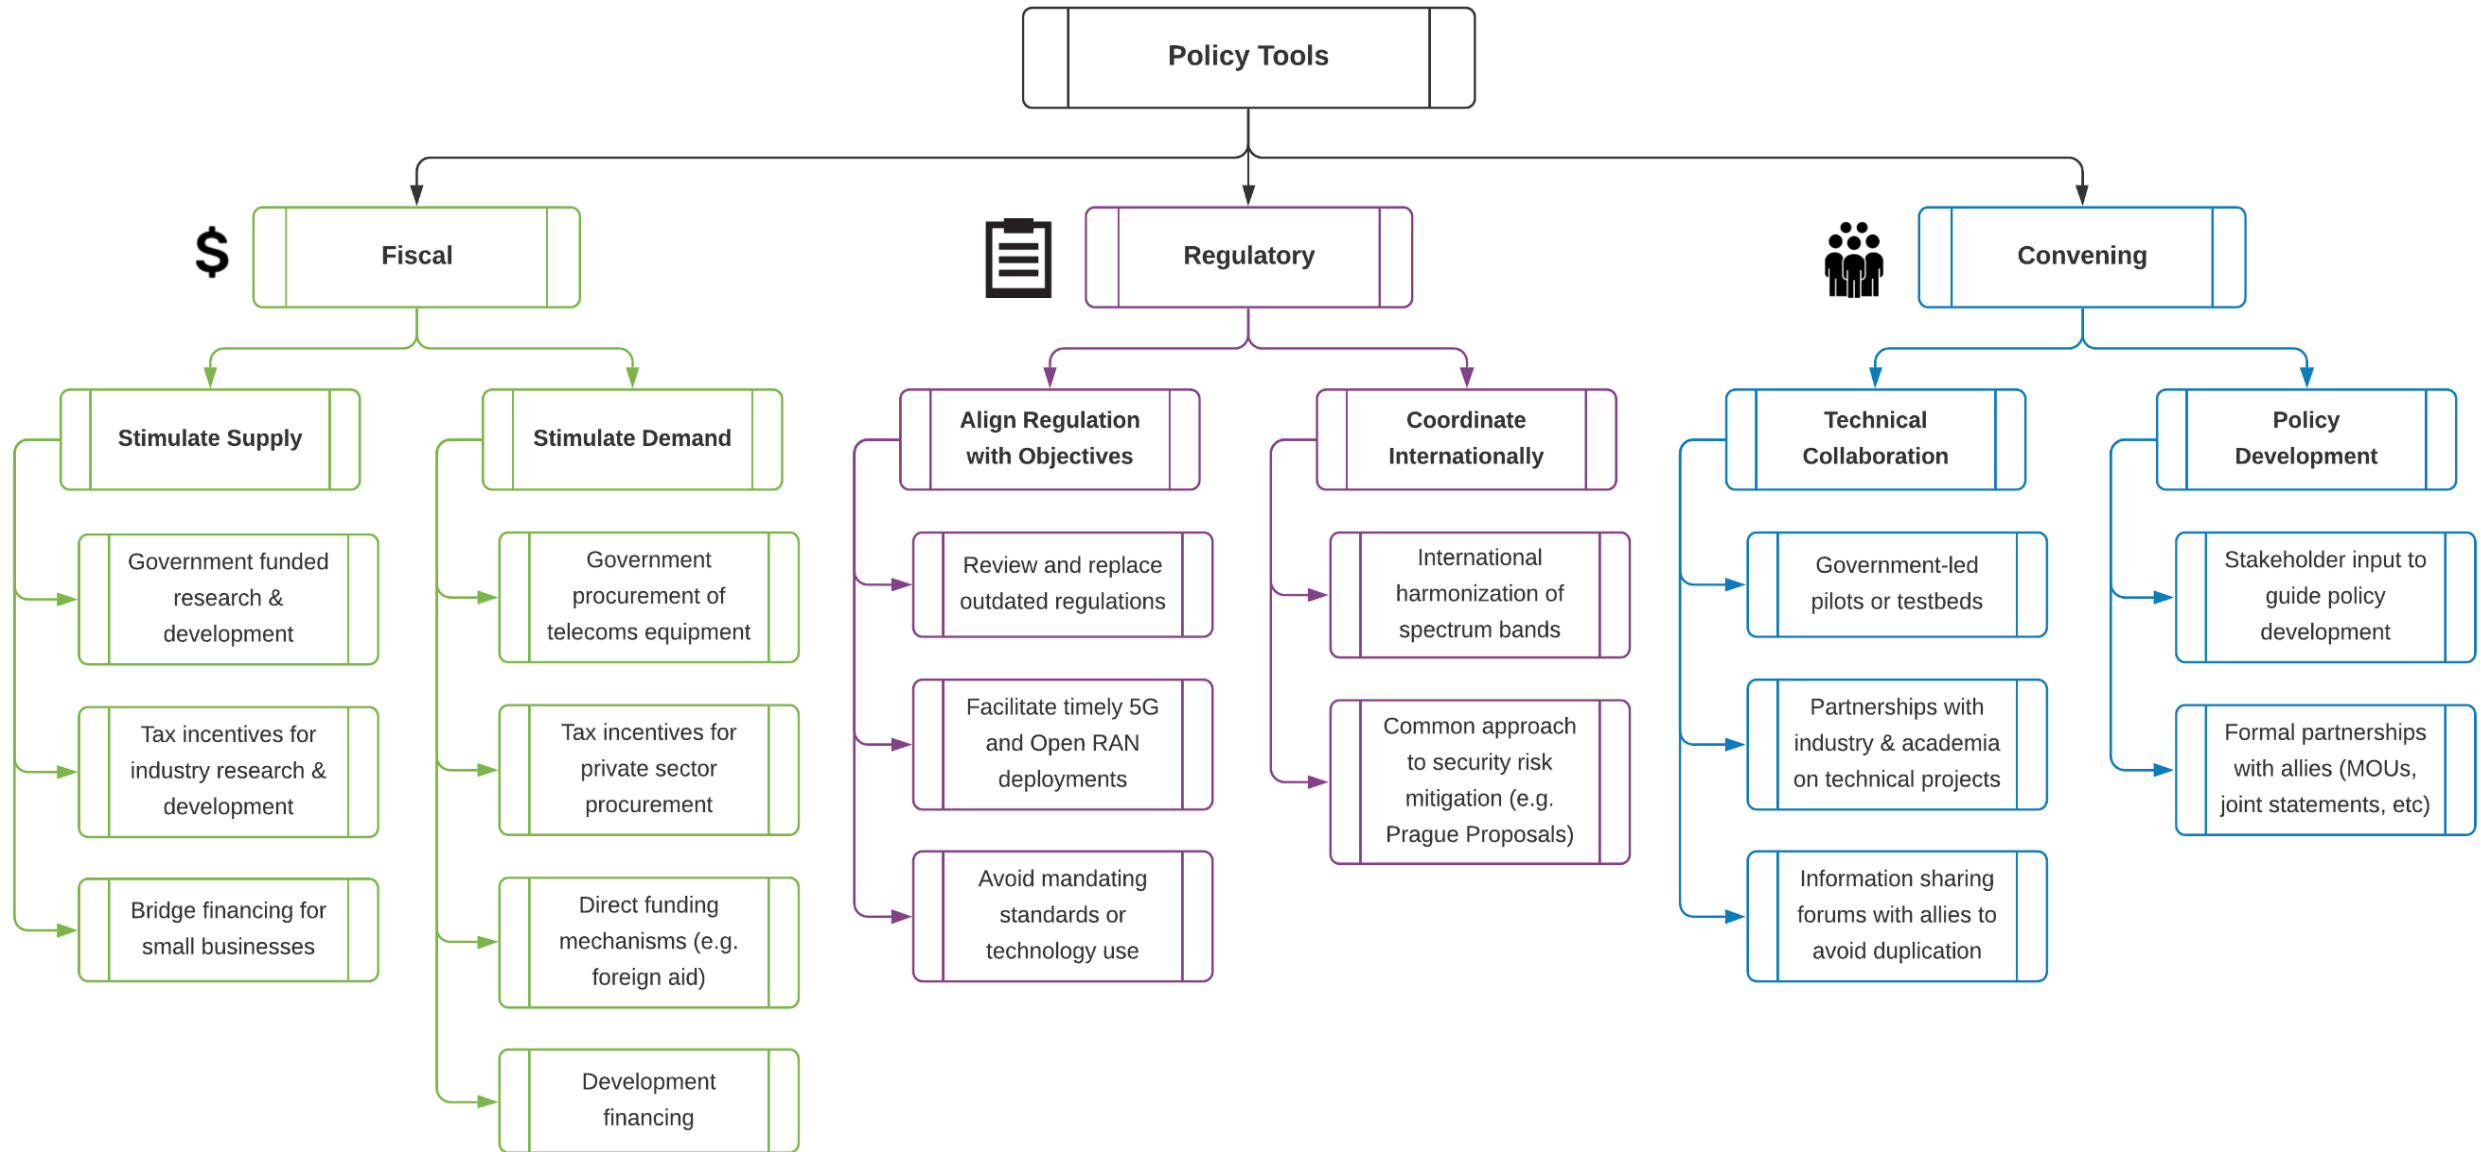 Policy Tools
$
Fiscal
Regulatory
Convening
Stimulate Supply
Government funded
research &
development
Tax incentives for
industry research &
development
Bridge financing for
small businesses
Stimulate Demand
Government
procurement of
telecoms equipment
Tax incentives for
private sector
procurement
Direct funding
mechanisms (e.g.
foreign aid)
Development
financing
Align Regulation
with Objectives
Review and replace
outdated regulations
Facilitate timely 5G
and Open RAN
deployments
Avoid mandating
standards or
technology use
Coordinate
Internationally
International
harmonization of
spectrum bands
Common approach
to security risk
mitigation (e.g.
Prague Proposals)
Technical
Collaboration
Government-led
pilots or testbeds
Partnerships with
industry & academia
on technical projects
Information sharing
forums with allies to
avoid duplication
Policy
Development
Stakeholder input to
guide policy
development
Formal partnerships
with allies (MOUs,
joint statements, etc)